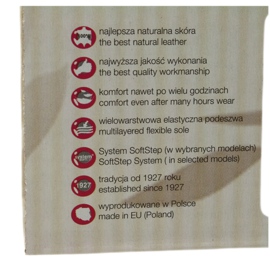 100%
najlepsza naturalna skóra
the best natural leather
najwyższa jakość wykonania
the best quality workmanship
komfort nawet po wielu godzinach
comfort even after many hours wear
wielowarstwowa elastyczna podeszwa
multilayered flexible sole
System SoftStep (w wybranych modelach)
SoftStep System ( in selected models)
1927
tradycja od 1927 roku
established since 1927
wyprodukowane w Polsce
made in EU (Poland)